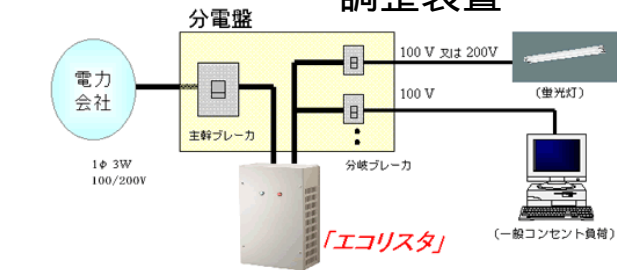 調整装置
分電盤
電力
会社
100 V 又は 200V
(蛍光灯)
100 V
主幹ブレーカ
分岐ブレーカ
1φ 3W
100/200V
「エコリスタ」
(一般コンセント負荷)